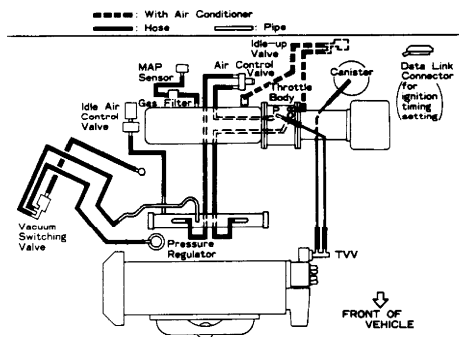 : With Air Conditioner
: Hose
: Pipe
Idle-up
Valve
MAP
Sensor
Air Control
Valve
Gas Filter
Throttle
Body
Canister
Data Link
Connector
for
ignition
timing
setting
Idle Air
Control
Valve
Vacuum
Switching
Valve
Pressure
Regulator
TVV
FRONT OF
VEHICLE